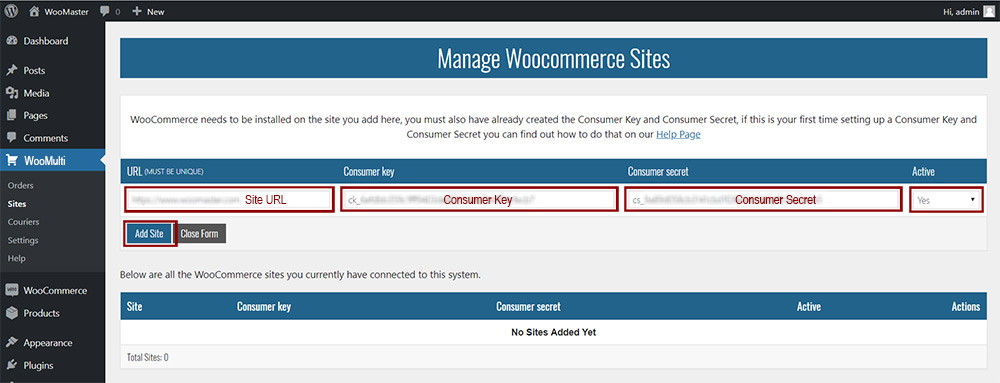 WooMaster 0 New Hi, admin
Dashboard
Posts
Media
Pages
Comments
WooMulti
Orders
Sites
Couriers
Settings
Help
WooCommerce
Products
Appearance
Plugins
Manage Woocommerce Sites
WooCommerce needs to be installed on the site you add here, you must also have already created the Consumer Key and Consumer Secret, if this is your first time setting up a Consumer Key and
Consumer Secret you can find out how to do that on our Help Page
URL (MUST BE UNIQUE) Consumer key Consumer secret Active
Site URL ck_ Consumer Key cs_ Consumer Secret Yes
Add Site Close Form
Below are all the WooCommerce sites you currently have connected to this system.
Site Consumer key Consumer secret Active Actions
No Sites Added Yet
Total Sites: 0